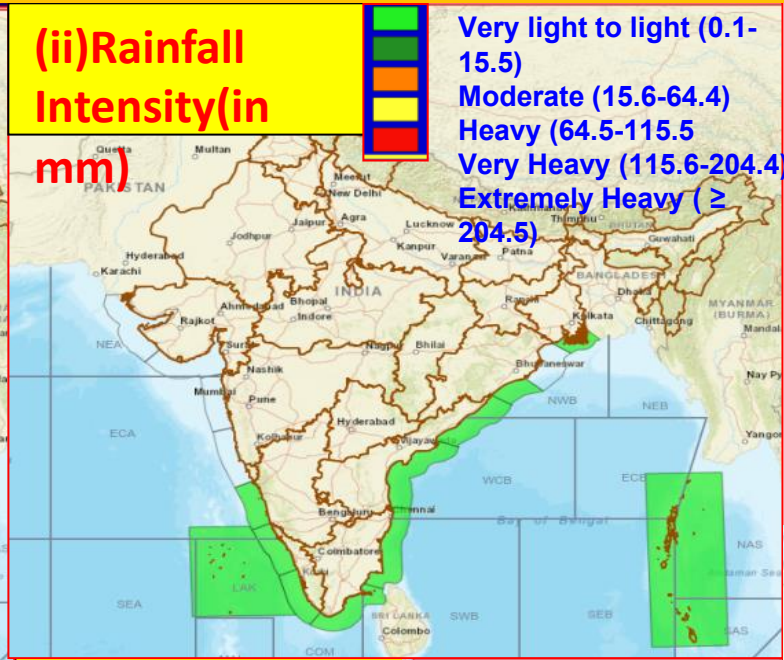 (ii)Rainfall
Intensity(in
mm)
Very light to light (0.1-
15.5)
Moderate (15.6-64.4)
Heavy (64.5-115.5
Very Heavy (115.6-204.4)
Extremely Heavy ( ≥
204.5)
Quetta
Multan
PAKISTAN
Meerut
New Delhi
Kathmandu
Thimphu
BHUTAN
Jaipur
Agra
Lucknow
Guwahati
Jodhpur
Kanpur
Patna
Hyderabad
Varanasi
Karachi
BANGLADESH
INDIA
Dhaka
Ahmedabad
Bhopal
Ranchi
MYANMAR
(BURMA)
Rajkot
Indore
Kolkata
Chittagong
NEA
Surat
Nagpur
Bhilai
Nashik
Bhubaneswar
Nay Py
Mumbai
Pune
NWB
NEB
ECA
Kolhapur
Hyderabad
Vijayawada
Yangon
WCB
ECB
Bengaluru
Chennai
Bay of Bengal
Coimbatore
NAS
Andaman Sea
LAK
SEA
SRI LANKA
SWB
SEB
Colombo
SAS
COM